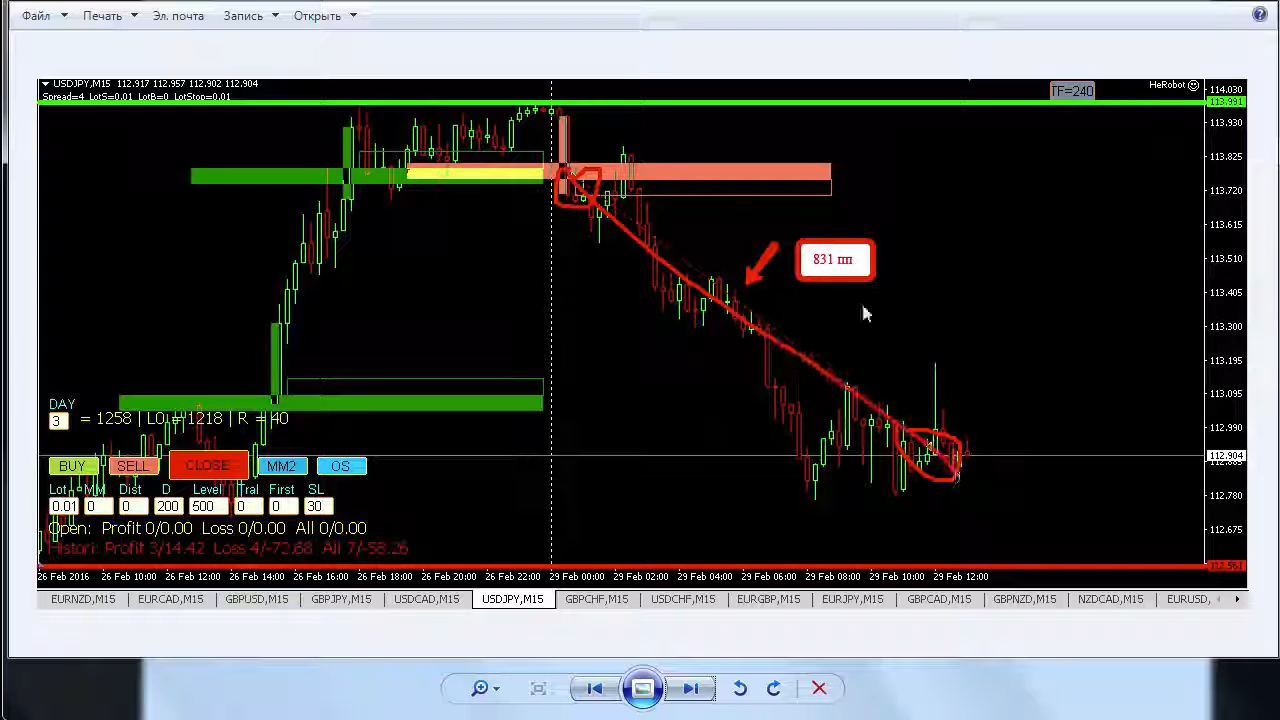 Файл Печать Эл. почта Запись Открыть
USDJPY,M15 112.917 112.957 112.902 112.904
Spread=4 LotS=0.01 LotB=0 LotStop=0.01
TF=240
HeRobot
114.030
113.991
113.930
113.825
113.720
113.615
113.510
113.405
113.300
113.195
113.095
112.990
112.904
112.780
112.675
831 пп
DAY
3 = 1258 | LO = 1218 | R = 40
BUY SELL CLOSE MM2 OS
Lot MM Dist D Level Tral First SL
0.01 0 0 200 500 0 0 30
Open: Profit 0/0.00 Loss 0/0.00 All 0/0.00
Histori: Profit 3/14.42 Loss 4/-72.68 All 7/-58.26
26 Feb 2016 26 Feb 10:00 26 Feb 12:00 26 Feb 14:00 26 Feb 16:00 26 Feb 18:00 26 Feb 20:00 26 Feb 22:00 29 Feb 00:00 29 Feb 02:00 29 Feb 04:00 29 Feb 06:00 29 Feb 08:00 29 Feb 10:00 29 Feb 12:00
EURNZD,M15 EURCAD,M15 GBPUSD,M15 GBPJPY,M15 USDCAD,M15 USDJPY,M15 GBPCHF,M15 USDCHF,M15 EURGBP,M15 EURJPY,M15 GBPCAD,M15 GBPNZD,M15 NZDCAD,M15 EURUSD,